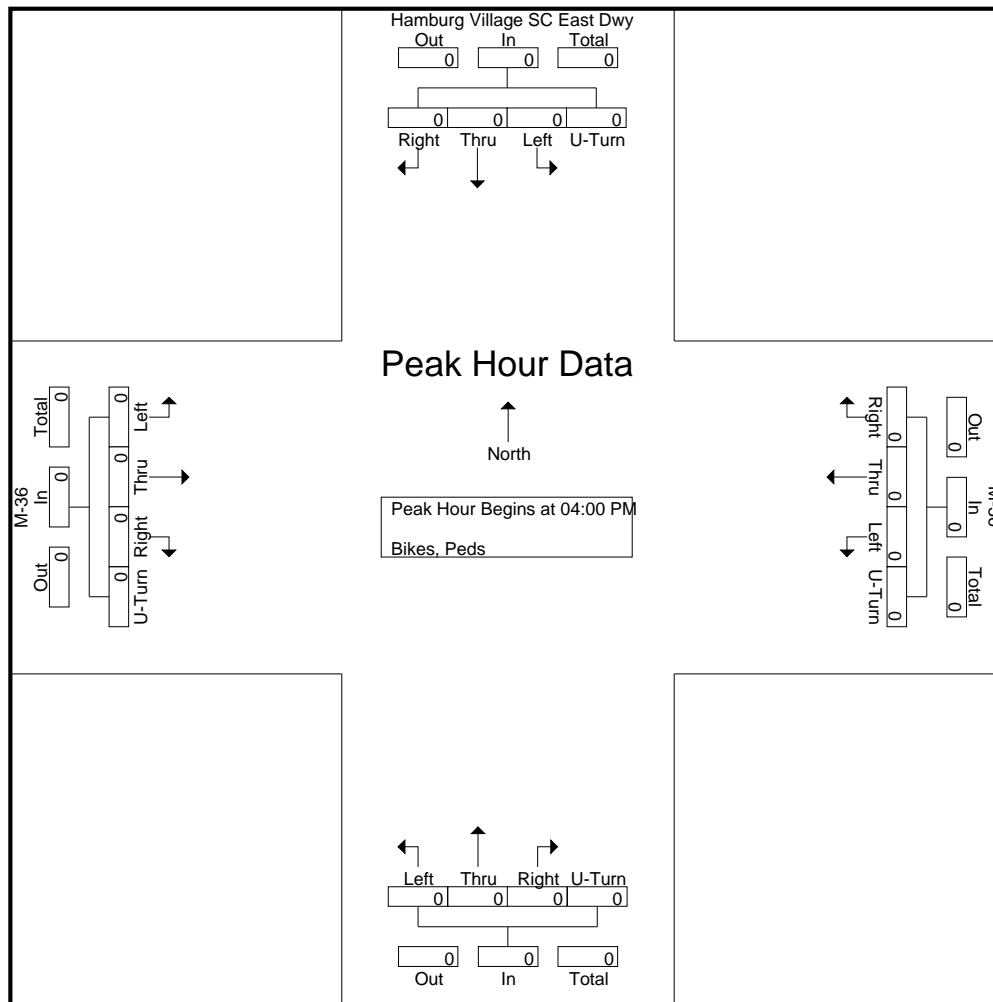 Hamburg Village SC East Dwy
Out In Total
0 0 0
0 0 0 0
Right Thru Left U-Turn
Peak Hour Data
North
Peak Hour Begins at 04:00 PM
Bikes, Peds
M-36
Total In Out
0 0 0
0 0 0 0
Left Thru Right U-Turn
Right Thru Left U-Turn
0 0 0 0
Out In Total
0 0 0
Left Thru Right U-Turn
0 0 0 0
0 0 0
Out In Total